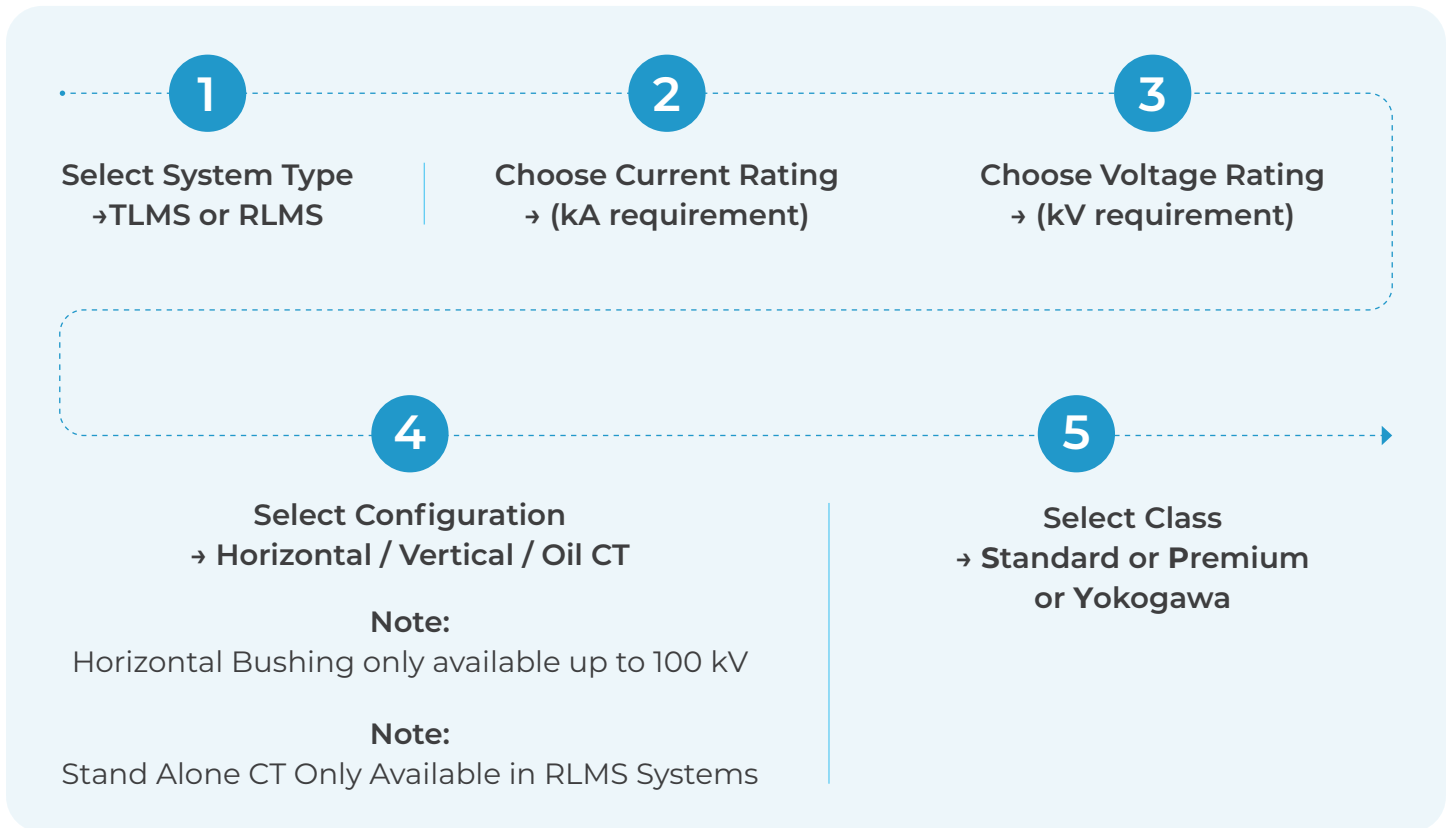 1
Select System Type
→TLMS or RLMS
2
Choose Current Rating
→ (kA requirement)
3
Choose Voltage Rating
→ (kV requirement)
4
Select Configuration
→ Horizontal / Vertical / Oil CT
Note:
Horizontal Bushing only available up to 100 kV
Note:
Stand Alone CT Only Available in RLMS Systems
5
Select Class
→ Standard or Premium
or Yokogawa